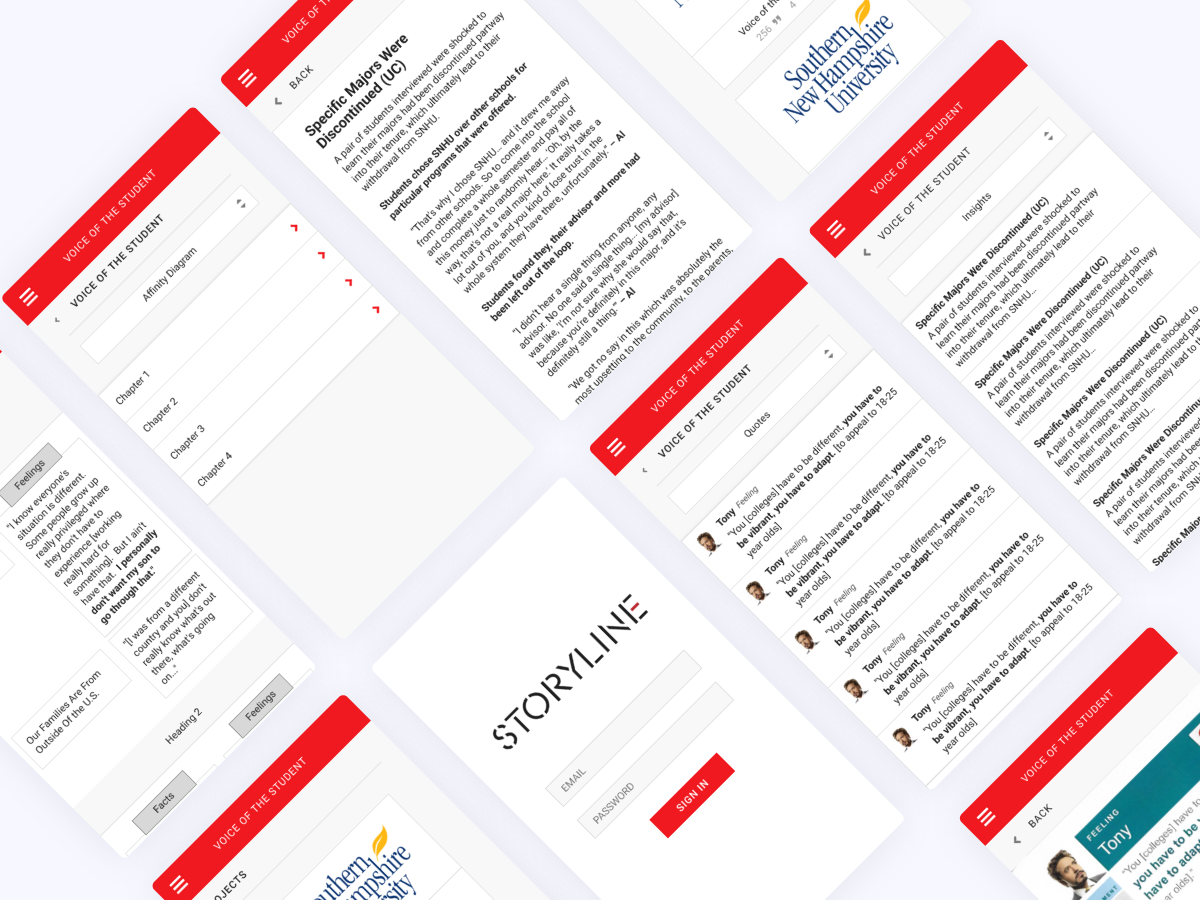 VOICE OF THE STUDENT
BACK
Specific Majors Were
Discontinued (UC)
A pair of students interviewed were shocked to
learn their majors had been discontinued partway
into their tenure, which ultimately lead to their
withdrawal from SNHU.
Students chose SNHU over other schools for
particular programs that were offered.
"That's why I chose SNHU... and it drew me away
from other schools. So to come into the school
and complete a whole semester and pay all of
this money just to randomly hear... 'Oh, by the
way, that's not a real major here.' It really takes a
lot out of you, and you kind of lose trust in the
whole system they have there, unfortunately." – Al
Students found they, their advisor and more had
been left out of the loop.
"I didn't hear a single thing from anyone, any
advisor. No one said a single thing... [my advisor]
was like, 'I'm not sure why she would say that,
because you're definitely in this major, and it's
definitely still a thing.'" – Al
"We got no say in this which was absolutely the
most upsetting to the community, to the parents,
Voice of the
256
4
Southern
New Hampshire
University
VOICE OF THE STUDENT
VOICE OF THE STUDENT
Affinity Diagram
Chapter 1
Chapter 2
Chapter 3
Chapter 4
VOICE OF THE STUDENT
VOICE OF THE STUDENT
Insights
Specific Majors Were Discontinued (UC)
A pair of students interviewed were shocked to
learn their majors had been discontinued partway
into their tenure, which ultimately lead to their
withdrawal from SNHU...
Specific Majors Were Discontinued (UC)
A pair of students interviewed were shocked to
learn their majors had been discontinued partway
into their tenure, which ultimately lead to their
withdrawal from SNHU...
Specific Majors Were Discontinued (UC)
A pair of students interviewed were shocked to
learn their majors had been discontinued partway
into their tenure, which ultimately lead to
withdrawal from SNHU...
Specific Majors Were
A pair of students interviewed were
learn their majors had been
into their tenure, which
withdrawal from
VOICE OF THE STUDENT
VOICE OF THE STUDENT
Quotes
Tony Feeling
"You [colleges] have to be different, you have to
be vibrant, you have to adapt. [to appeal to 18-25
year olds]
Tony Feeling
"You [colleges] have to be different, you have to
be vibrant, you have to adapt. [to appeal to 18-25
year olds]
Tony Feeling
"You [colleges] have to be different, you have to
be vibrant, you have to adapt. [to appeal to 18-25
year olds]
Tony Feeling
"You [colleges] have to be different, you have to
be vibrant, you have to adapt. [to appeal to 18-25
year olds]
Tony Feeling
"You [colleges] have to be different, you have to
be vibrant, you have to adapt. [to appeal to 18-25
year olds]
Feelings
"I know everyone's
situation is different.
Some people grow up
really privileged where
they don't have to
experience [working
really hard for
something]. But I ain't
have that. I personally
don't want my son to
through that."
"[I was from a different
country and you] don't
really know what's out
there, what's going
on..."
Our Families Are From
Outside Of the U.S.
Heading 2
Feelings
Facts
STORYLINE
EMAIL
PASSWORD
SIGN IN
VOICE OF THE STUDENT
VOICE OF THE STUDENT
BACK
FEELING
Tony
"You [colleges] have to
you have to be
have to adapt
year olds]."